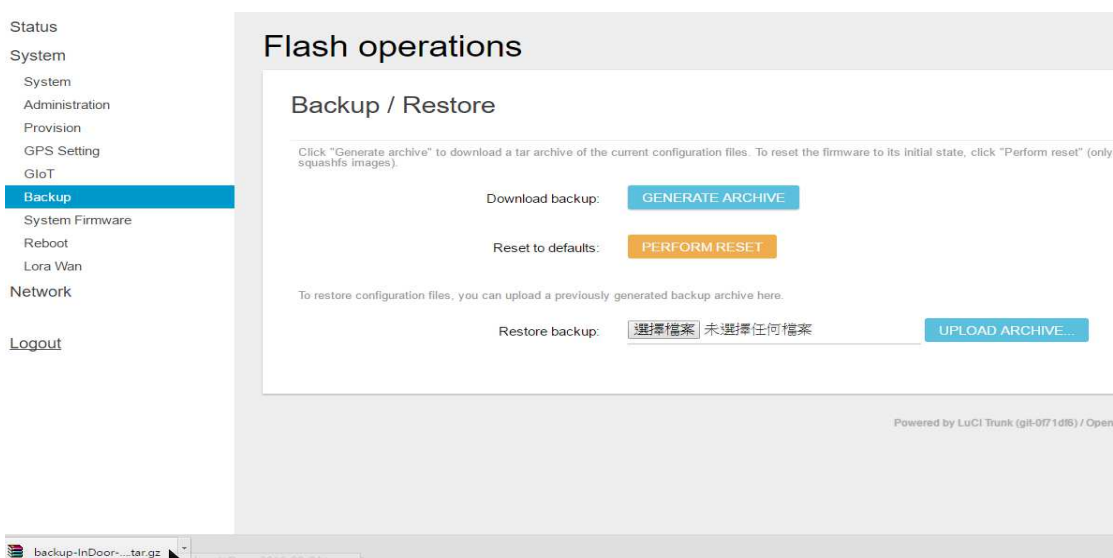 Status
System
System
Administration
Provision
GPS Setting
GIoT
Backup
System Firmware
Reboot
Lora Wan
Network
Logout
Flash operations
Backup / Restore
Click "Generate archive" to download a tar archive of the current configuration files. To reset the firmware to its initial state, click "Perform reset" (only
squashfs images).
Download backup: GENERATE ARCHIVE
Reset to defaults: PERFORM RESET
To restore configuration files, you can upload a previously generated backup archive here.
Restore backup: 選擇檔案 未選擇任何檔案 UPLOAD ARCHIVE...
Powered by LuCI Trunk (git-0f71df6) / Open
backup-InDoor-....tar.gz